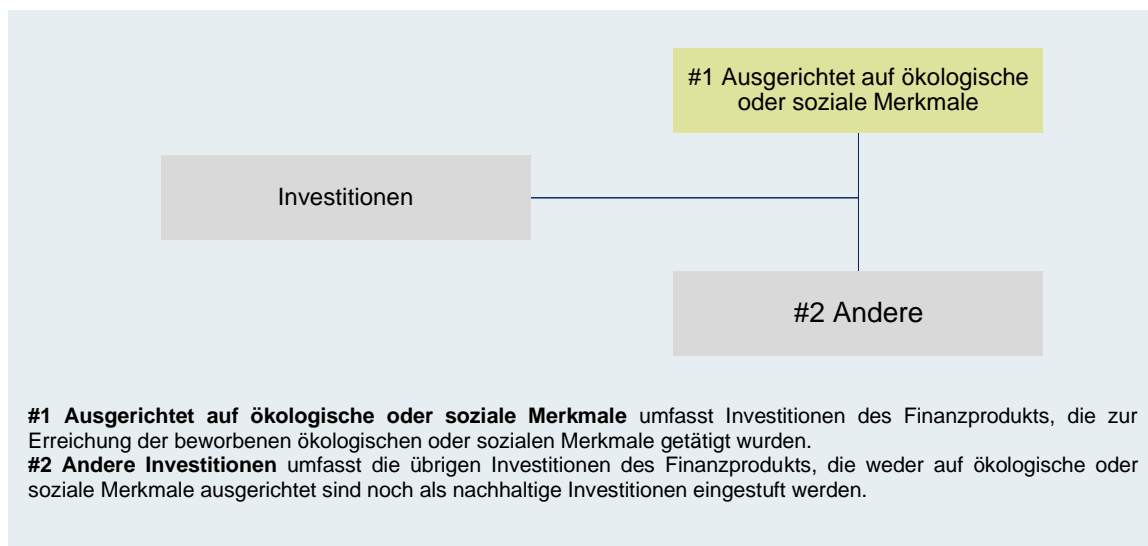 #1 Ausgerichtet auf ökologische
oder soziale Merkmale
Investitionen
#2 Andere
#1 Ausgerichtet auf ökologische oder soziale Merkmale umfasst Investitionen des Finanzprodukts, die zur
Erreichung der beworbenen ökologischen oder sozialen Merkmale getätigt wurden.
#2 Andere Investitionen umfasst die übrigen Investitionen des Finanzprodukts, die weder auf ökologische oder
soziale Merkmale ausgerichtet sind noch als nachhaltige Investitionen eingestuft werden.